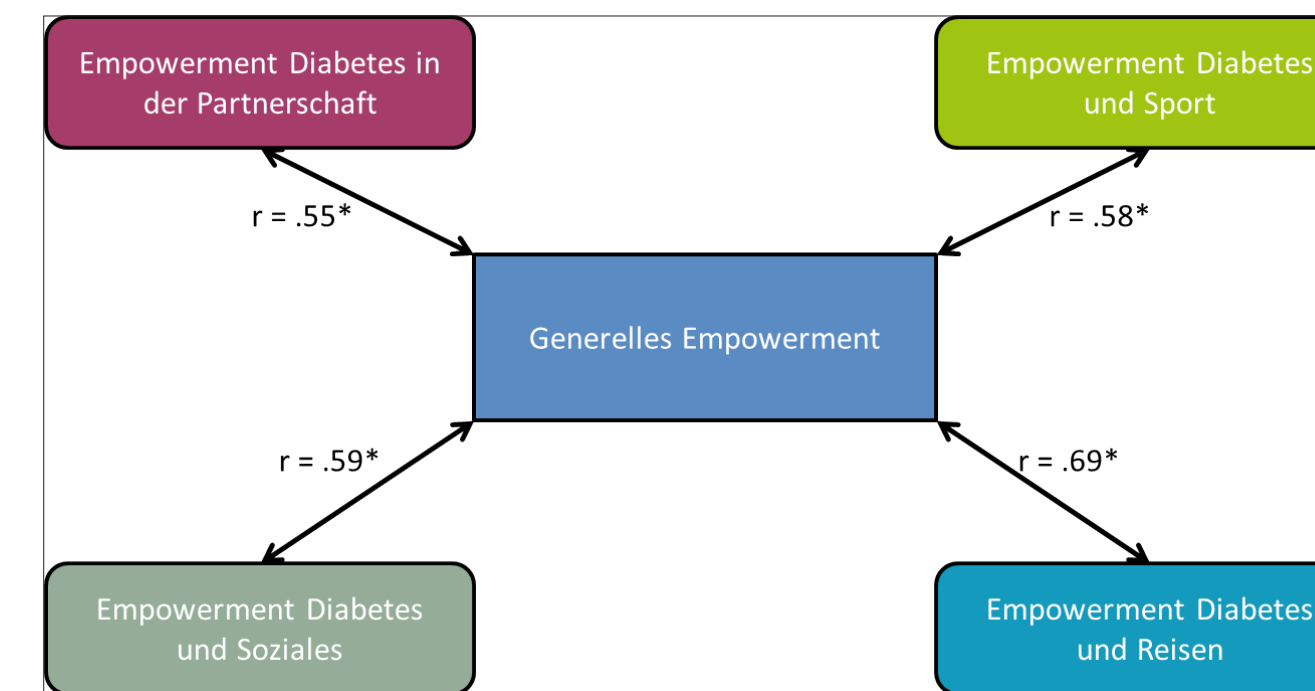 Empowerment Diabetes in
der Partnerschaft
Empowerment Diabetes
und Sport
r = .55*
r = .58*
Generelles Empowerment
r = .59*
r = .69*
Empowerment Diabetes
und Soziales
Empowerment Diabetes
und Reisen